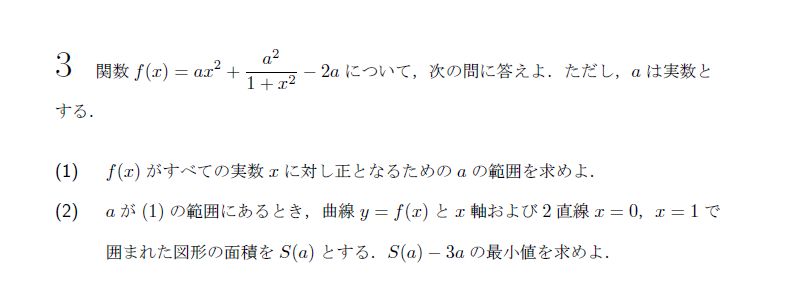 3 関数 f(x) = ax² + a²/(1 + x²) − 2a について，次の問に答えよ．ただし，a は実数と
する．
(1) f(x) がすべての実数 x に対し正となるための a の範囲を求めよ．
(2) a が (1) の範囲にあるとき，曲線 y = f(x) と x 軸および 2 直線 x = 0, x = 1 で
囲まれた図形の面積を S(a) とする．S(a) − 3a の最小値を求めよ．